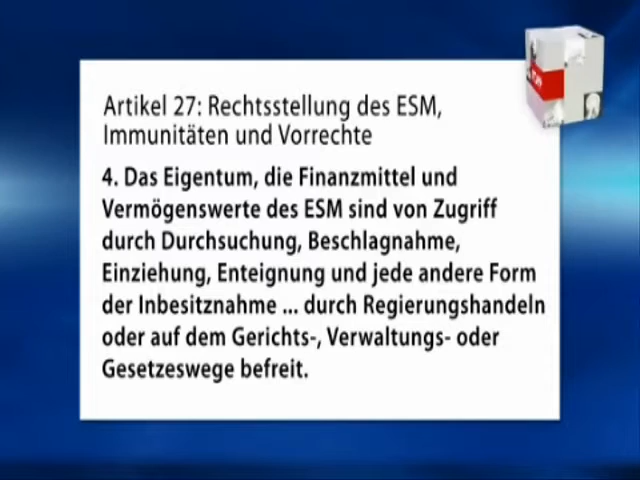 Artikel 27: Rechtsstellung des ESM,
Immunitäten und Vorrechte
4. Das Eigentum, die Finanzmittel und
Vermögenswerte des ESM sind von Zugriff
durch Durchsuchung, Beschlagnahme,
Einziehung, Enteignung und jede andere Form
der Inbesitznahme ... durch Regierungshandeln
oder auf dem Gerichts-, Verwaltungs- oder
Gesetzeswege befreit.